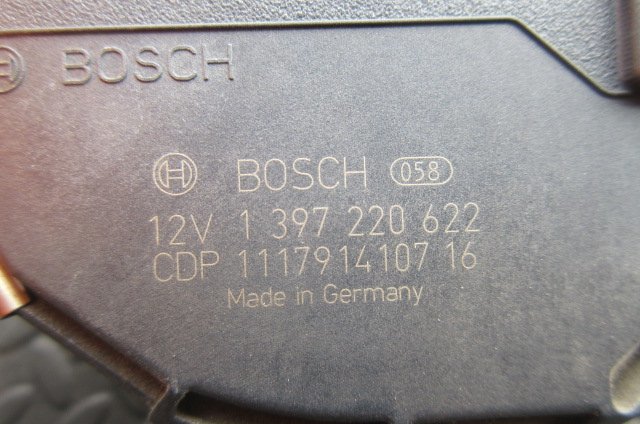 BOSCH
BOSCH 058
12V 1 397 220 622
CDP 1117914107 16
Made in Germany